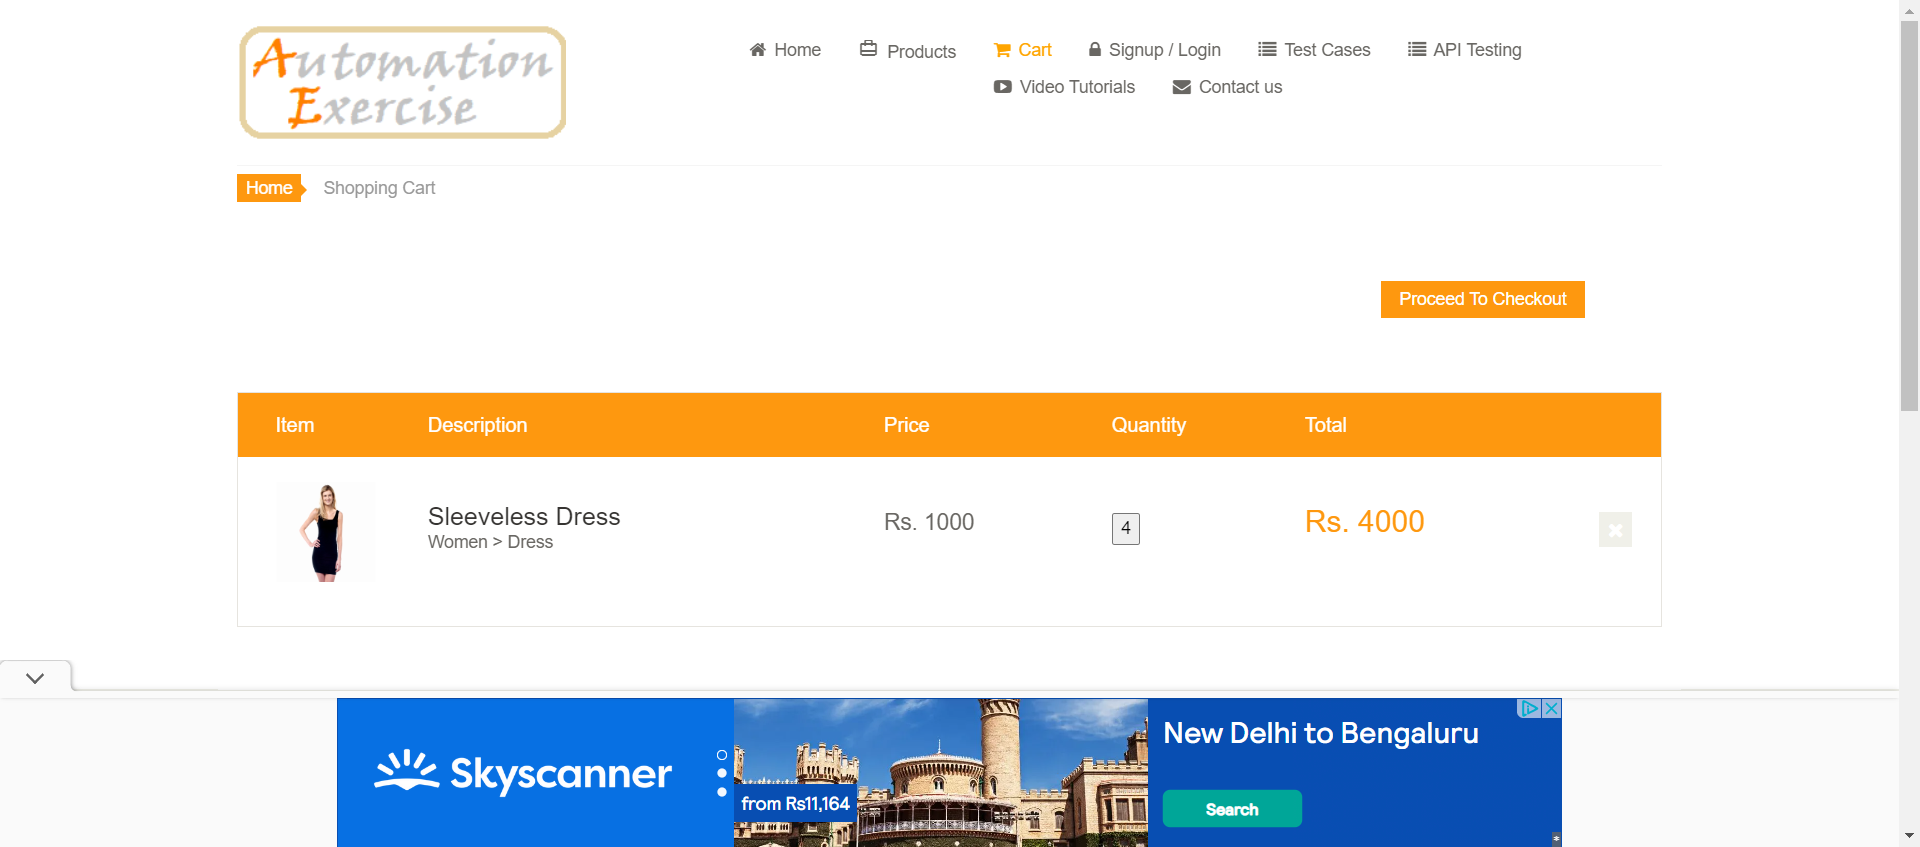 Automation
Exercise
Home
Products
Cart
Signup / Login
Test Cases
API Testing
Video Tutorials
Contact us
Home
Shopping Cart
Proceed To Checkout
Item Description Price Quantity Total
Sleeveless Dress
Women > Dress
Rs. 1000
4
Rs. 4000
Skyscanner
from Rs11,164
New Delhi to Bengaluru
Search